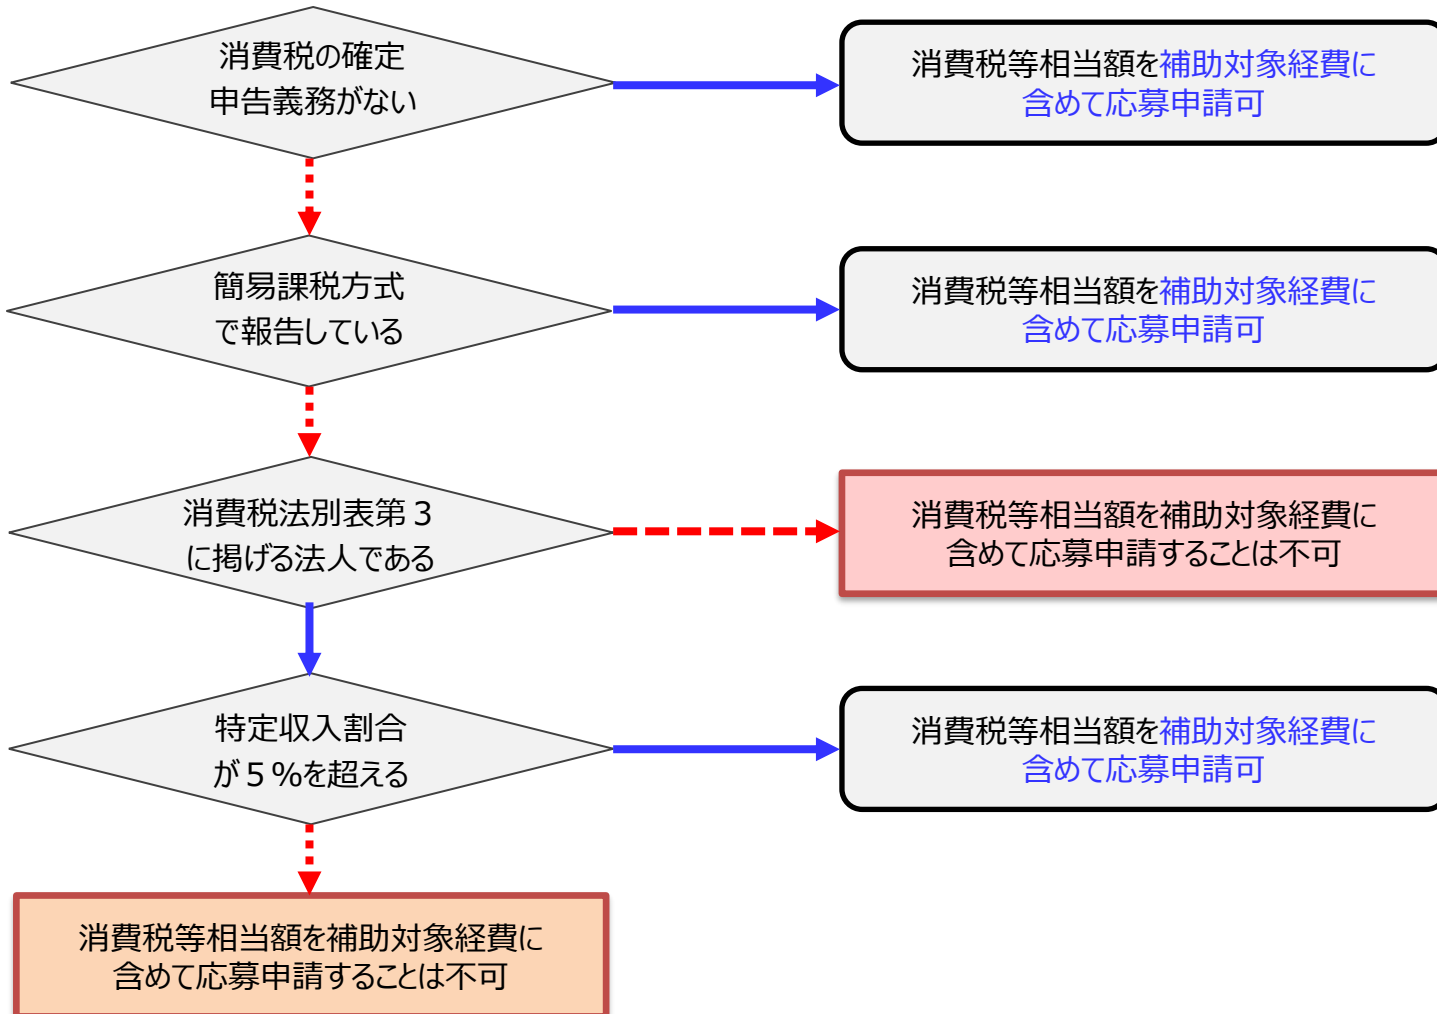 消費税の確定
申告義務がない
消費税等相当額を補助対象経費に
含めて応募申請可
簡易課税方式
で報告している
消費税等相当額を補助対象経費に
含めて応募申請可
消費税法別表第３
に掲げる法人である
消費税等相当額を補助対象経費に
含めて応募申請することは不可
特定収入割合
が５％を超える
消費税等相当額を補助対象経費に
含めて応募申請可
消費税等相当額を補助対象経費に
含めて応募申請することは不可